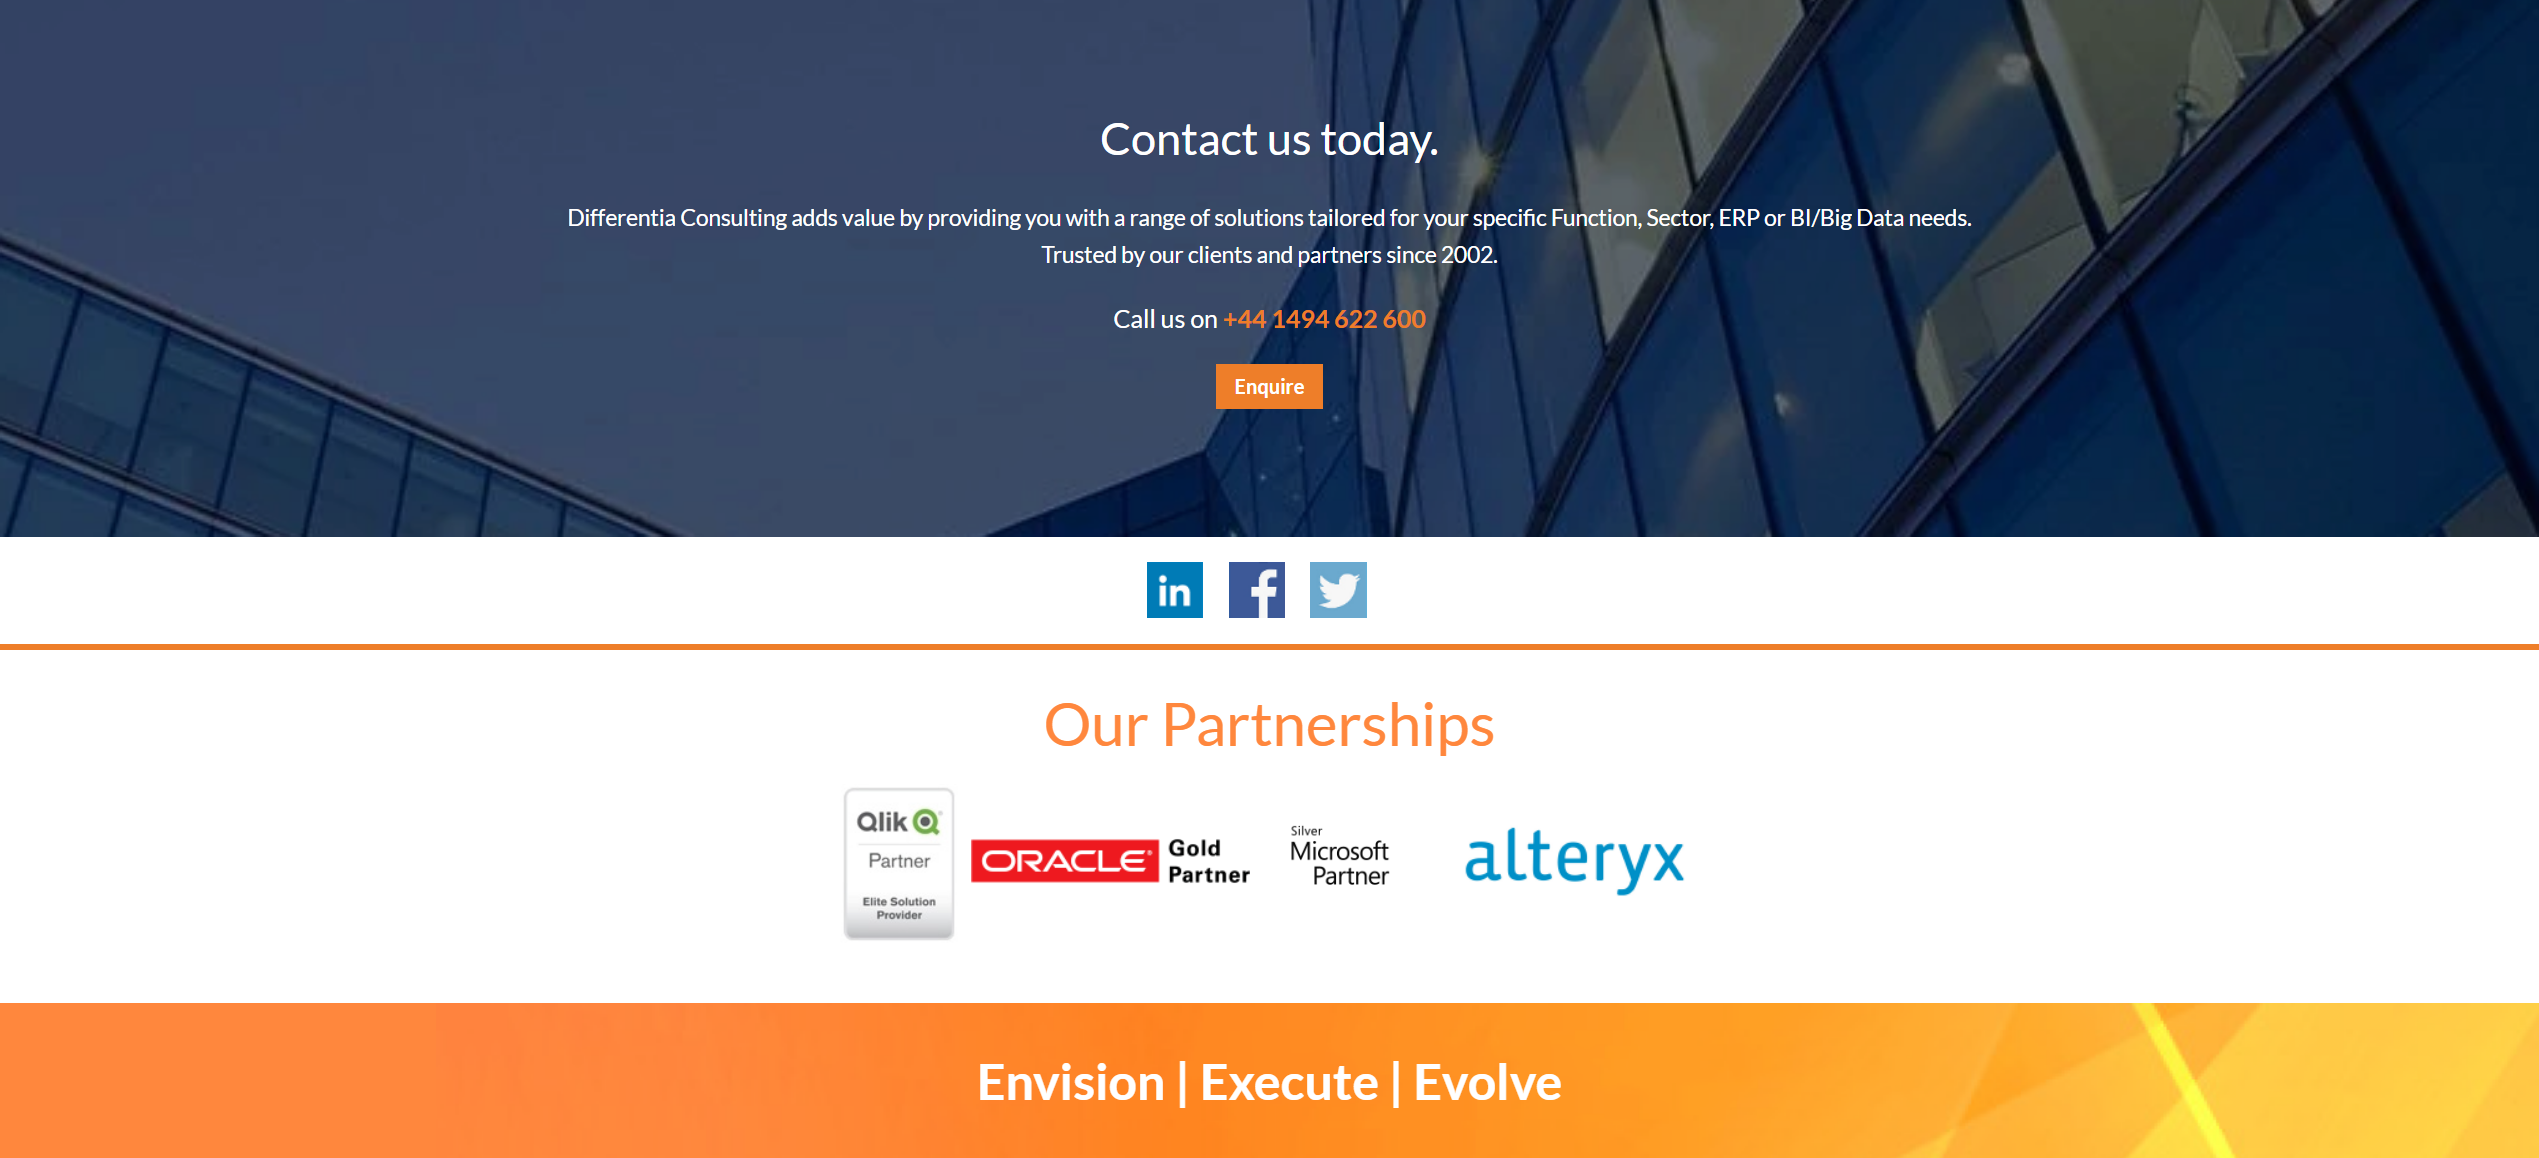 Contact us today.
Differentia Consulting adds value by providing you with a range of solutions tailored for your specific Function, Sector, ERP or BI/Big Data needs.
Trusted by our clients and partners since 2002.
Call us on +44 1494 622 600
Enquire
in f
Our Partnerships
Qlik
Partner
Elite Solution
Provider
ORACLE® Gold
Partner
Silver
Microsoft
Partner
alteryx
Envision | Execute | Evolve